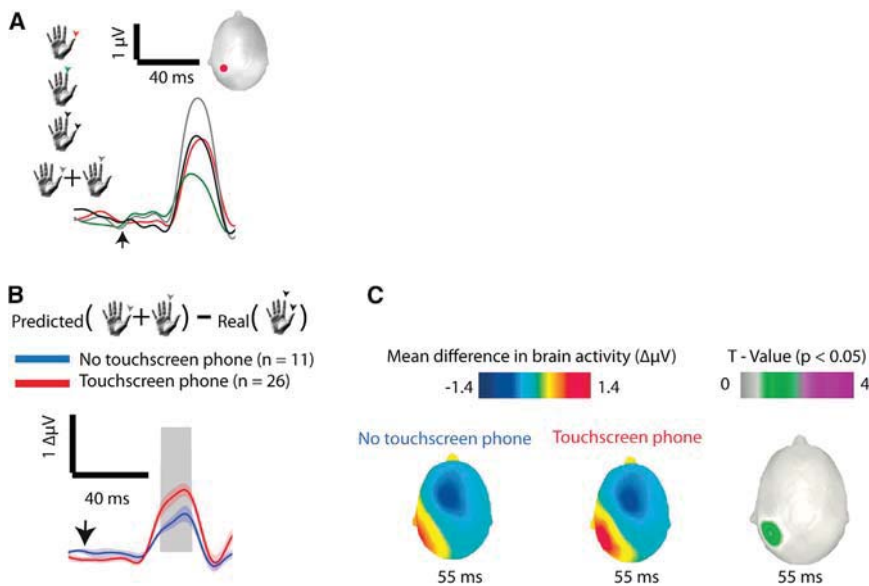 A
1 µV
40 ms
+
B
Predicted( + ) – Real( )
No touchscreen phone (n = 11)
Touchscreen phone (n = 26)
1 ΔµV
40 ms
C
Mean difference in brain activity (ΔµV)
-1.4 1.4
T - Value (p < 0.05)
0 4
No touchscreen phone Touchscreen phone
55 ms 55 ms 55 ms